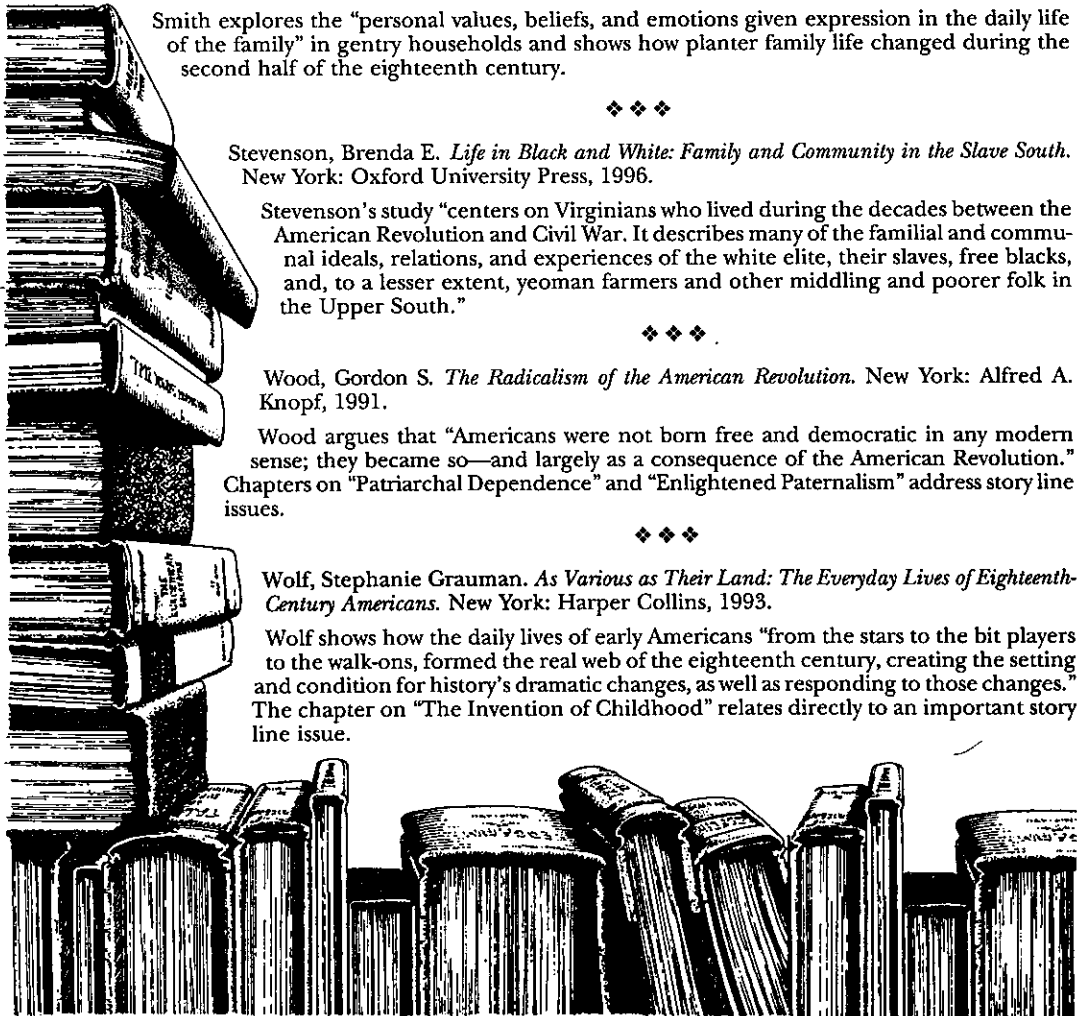 Smith explores the “personal values, beliefs, and emotions given expression in the daily life
of the family” in gentry households and shows how planter family life changed during the
second half of the eighteenth century.
❖ ❖ ❖
Stevenson, Brenda E. Life in Black and White: Family and Community in the Slave South.
New York: Oxford University Press, 1996.
Stevenson’s study “centers on Virginians who lived during the decades between the
American Revolution and Civil War. It describes many of the familial and commu-
nal ideals, relations, and experiences of the white elite, their slaves, free blacks,
and, to a lesser extent, yeoman farmers and other middling and poorer folk in
the Upper South.”
❖ ❖ ❖
Wood, Gordon S. The Radicalism of the American Revolution. New York: Alfred A.
Knopf, 1991.
Wood argues that “Americans were not born free and democratic in any modern
sense; they became so—and largely as a consequence of the American Revolution.”
Chapters on “Patriarchal Dependence” and “Enlightened Paternalism” address story line
issues.
❖ ❖ ❖
Wolf, Stephanie Grauman. As Various as Their Land: The Everyday Lives of Eighteenth-
Century Americans. New York: Harper Collins, 1993.
Wolf shows how the daily lives of early Americans “from the stars to the bit players
to the walk-ons, formed the real web of the eighteenth century, creating the setting
and condition for history’s dramatic changes, as well as responding to those changes.”
The chapter on “The Invention of Childhood” relates directly to an important story
line issue.